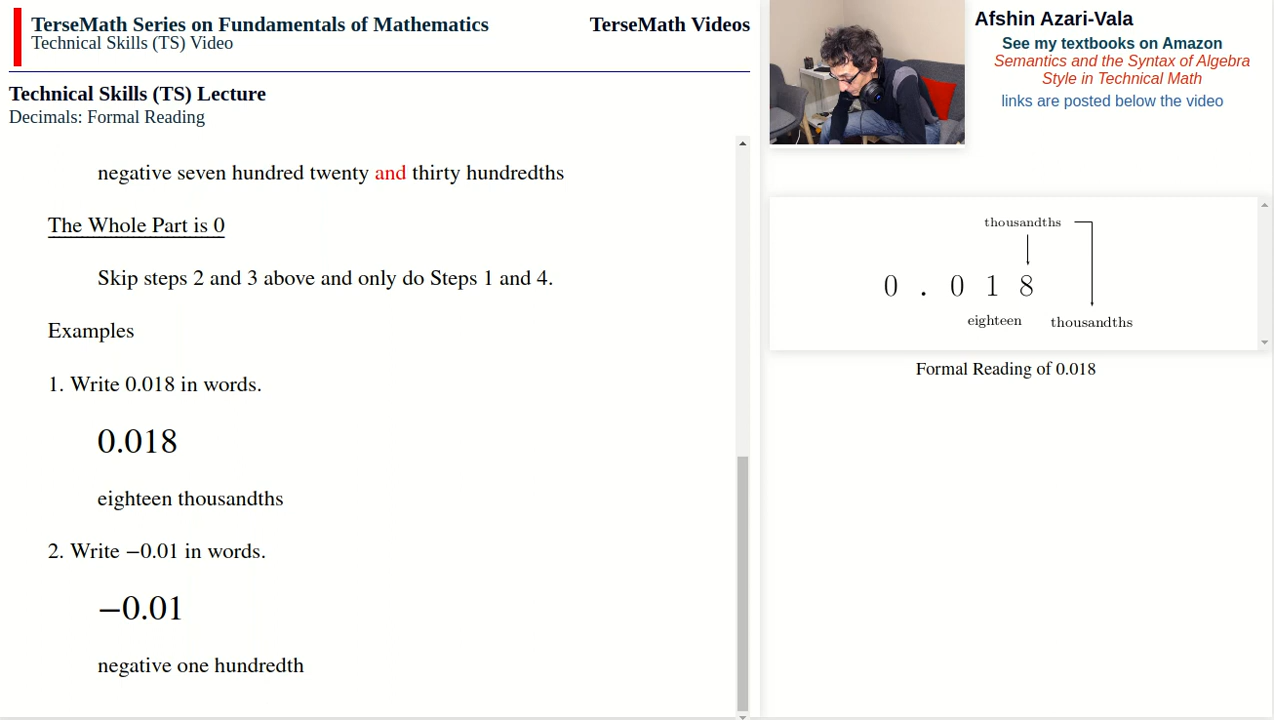 TerseMath Series on Fundamentals of Mathematics
TerseMath Videos
Technical Skills (TS) Video
Technical Skills (TS) Lecture
Decimals: Formal Reading
negative seven hundred twenty and thirty hundredths
The Whole Part is 0
Skip steps 2 and 3 above and only do Steps 1 and 4.
Examples
1. Write 0.018 in words.
0.018
eighteen thousandths
2. Write −0.01 in words.
−0.01
negative one hundredth
Afshin Azari-Vala
See my textbooks on Amazon
Semantics and the Syntax of Algebra
Style in Technical Math
links are posted below the video
thousandths
0 . 0 1 8
eighteen thousandths
Formal Reading of 0.018